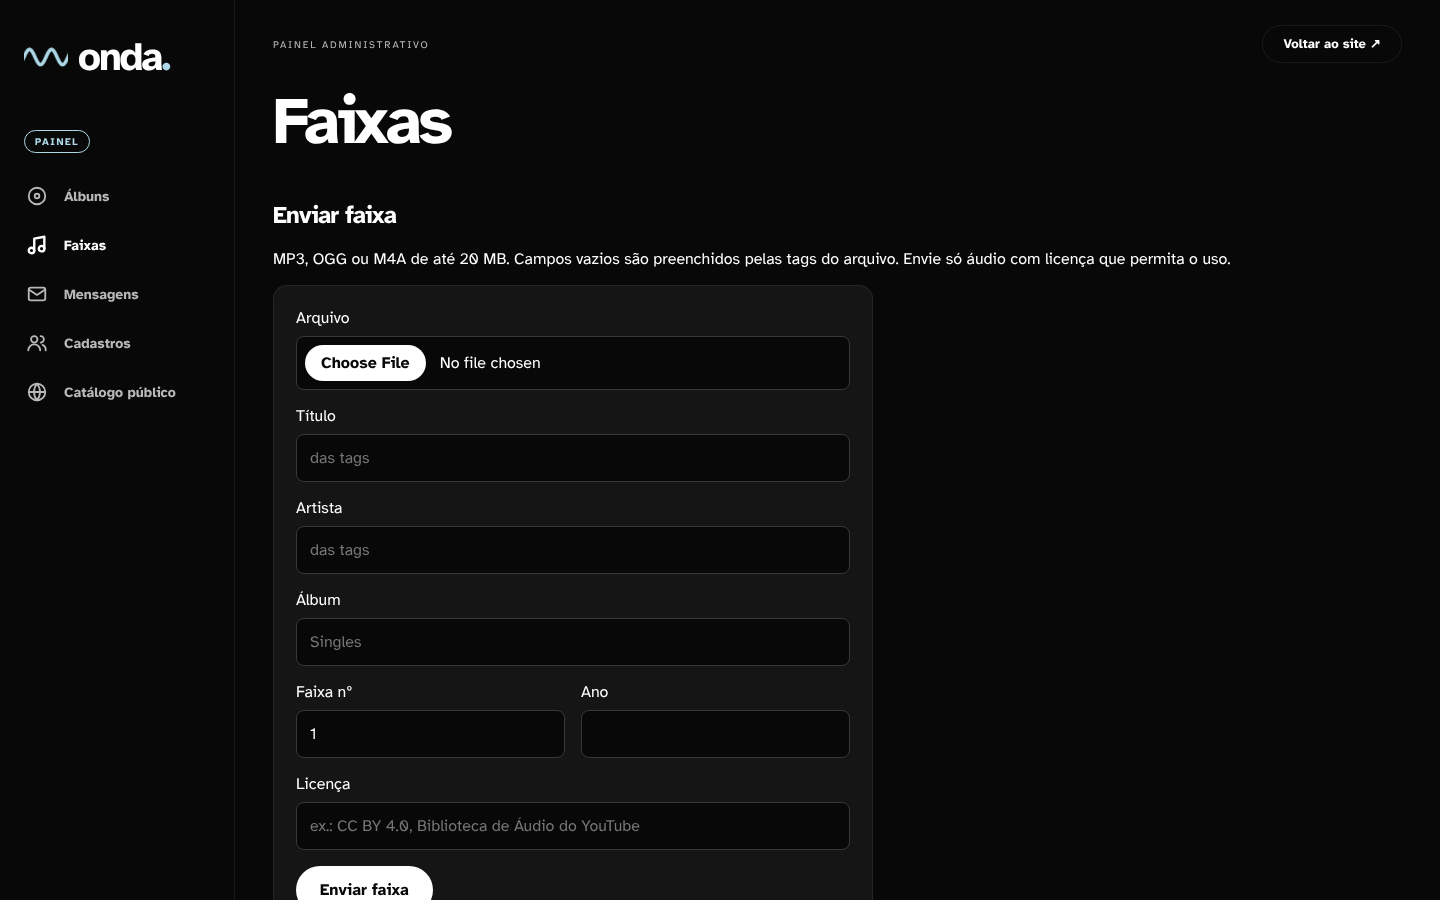 onda.
PAINEL
Álbuns
Faixas
Mensagens
Cadastros
Catálogo público
PAINEL ADMINISTRATIVO
Voltar ao site ↗
Faixas
Enviar faixa
MP3, OGG ou M4A de até 20 MB. Campos vazios são preenchidos pelas tags do arquivo. Envie só áudio com licença que permita o uso.
Arquivo
Choose File No file chosen
Título
das tags
Artista
das tags
Álbum
Singles
Faixa nº Ano
1
Licença
ex.: CC BY 4.0, Biblioteca de Áudio do YouTube
Enviar faixa